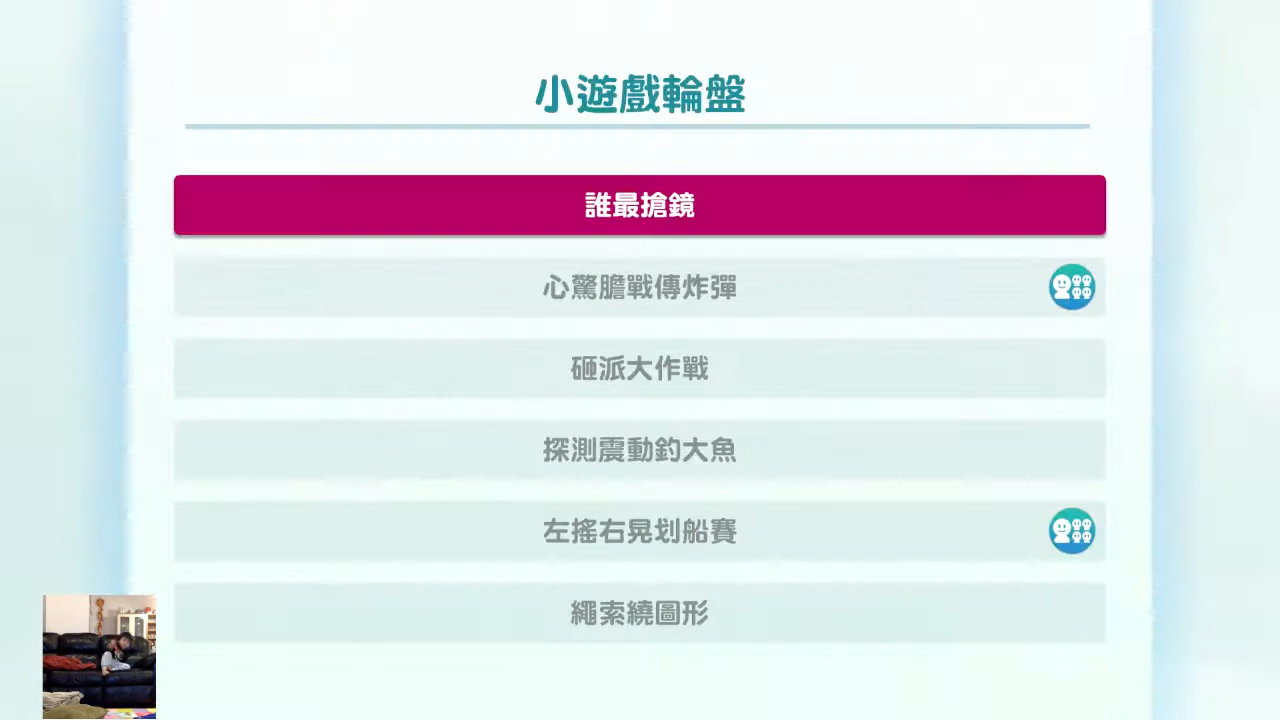 小遊戲輪盤
誰最搶鏡
心驚膽戰傳炸彈
砸派大作戰
探測震動釣大魚
左搖右晃划船賽
繩索繞圖形